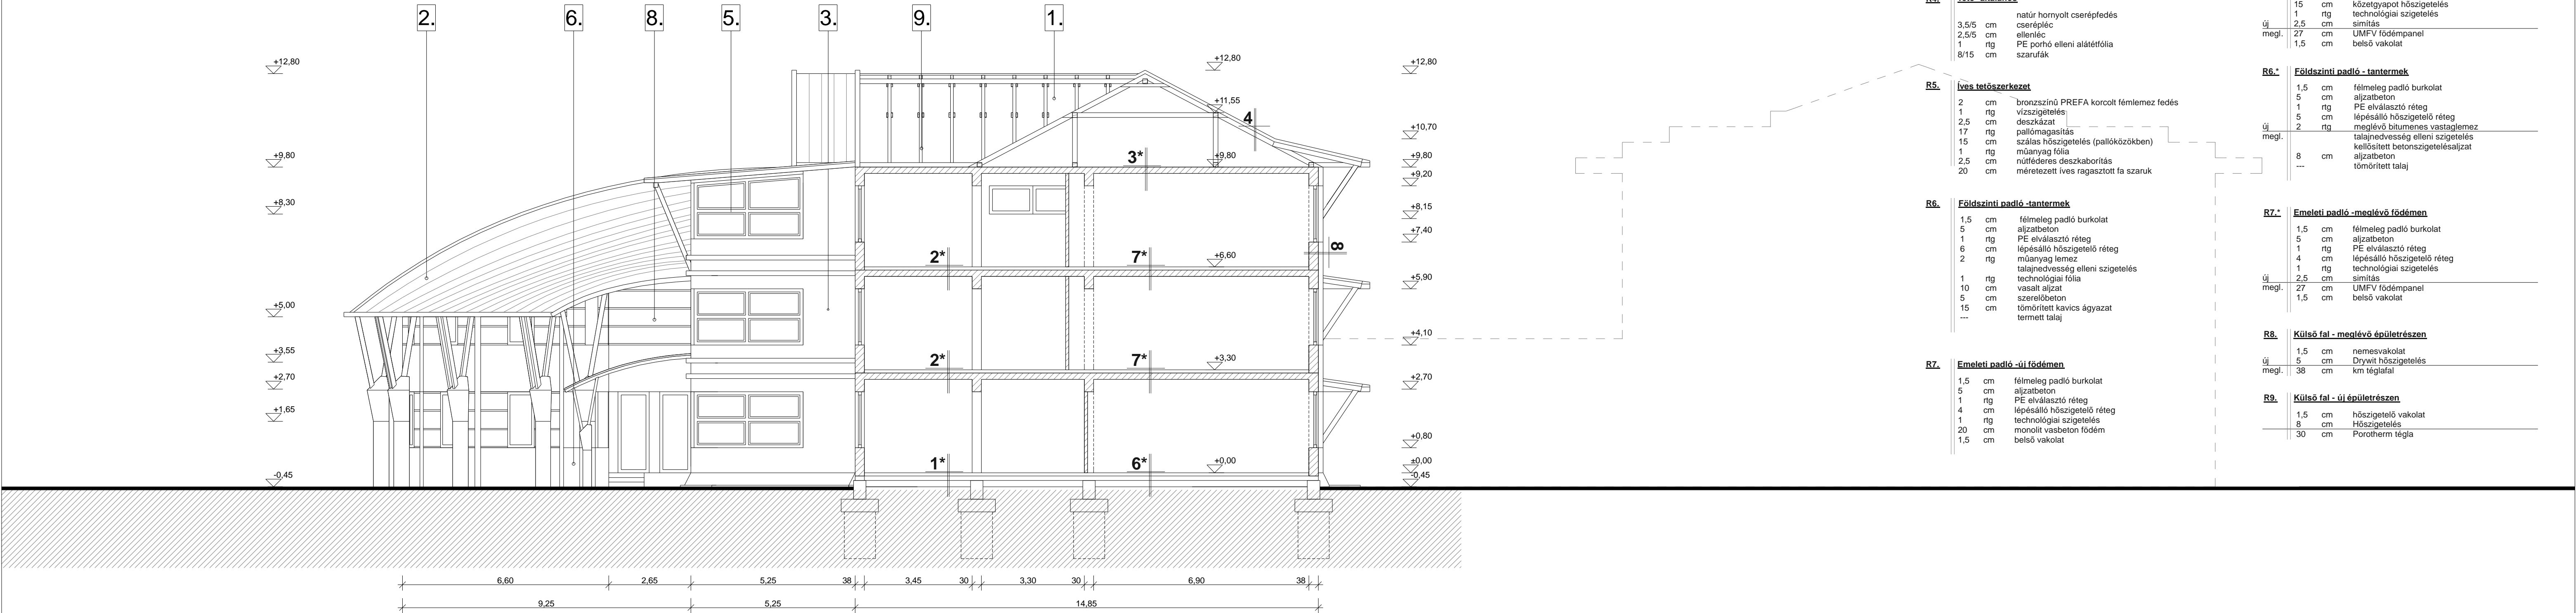 2.
6.
8.
5.
3.
9.
1.
+12,80
+9,80
+8,30
+5,00
+3,55
+2,70
+1,65
-0,45
+12,80
+11,55
4
3*
+9,80
2*
7*
+6,60
8
2*
7*
+3,30
1*
6*
+0,00
+12,80
+10,70
+9,80
+9,20
+8,15
+7,40
+5,90
+4,10
+2,70
+0,80
±0,00
-0,45
6,60
2,65
5,25
38
3,45
30
3,30
30
6,90
38
9,25
5,25
14,85
natúr hornyolt cserépfedés
3,5/5 cm cserépléc
2,5/5 cm ellenléc
1 rtg PE porhó elleni alátétfólia
8/15 cm szarufák
R5. Íves tetőszerkezet
2 cm bronzszínű PREFA korcolt fémlemez fedés
1 rtg vízszigetelés
2,5 cm deszkázat
17 rtg pallómagasítás
15 cm szálas hőszigetelés (pallóközökben)
1 rtg műanyag fólia
2,5 cm nútféderes deszkaborítás
20 cm méretezett íves ragasztott fa szaruk
R6. Földszinti padló -tantermek
1,5 cm félmeleg padló burkolat
5 cm aljzatbeton
1 rtg PE elválasztó réteg
6 cm lépésálló hőszigetelő réteg
2 rtg műanyag lemez
talajnedvesség elleni szigetelés
1 rtg technológiai fólia
10 cm vasalt aljzat
5 cm szerelőbeton
15 cm tömörített kavics ágyazat
--- termett talaj
R7. Emeleti padló -új födémen
1,5 cm félmeleg padló burkolat
5 cm aljzatbeton
1 rtg PE elválasztó réteg
4 cm lépésálló hőszigetelő réteg
1 rtg technológiai szigetelés
20 cm monolit vasbeton födém
1,5 cm belső vakolat
15 cm kőzetgyapot hőszigetelés
1 rtg technológiai szigetelés
új 2,5 cm simítás
megl. 27 cm UMFV födémpanel
1,5 cm belső vakolat
R6.* Földszinti padló - tantermek
1,5 cm félmeleg padló burkolat
5 cm aljzatbeton
1 rtg PE elválasztó réteg
5 cm lépésálló hőszigetelő réteg
új 2 rtg meglévő bitumenes vastaglemez
megl. talajnedvesség elleni szigetelés
kellősített betonszigetelésaljzat
8 cm aljzatbeton
--- tömörített talaj
R7.* Emeleti padló -meglévő födémen
1,5 cm félmeleg padló burkolat
5 cm aljzatbeton
1 rtg PE elválasztó réteg
4 cm lépésálló hőszigetelő réteg
1 rtg technológiai szigetelés
új 2,5 cm simítás
megl. 27 cm UMFV födémpanel
1,5 cm belső vakolat
R8. Külső fal - meglévő épületrészen
1,5 cm nemesvakolat
új 5 cm Drywit hőszigetelés
megl. 38 cm km téglafal
R9. Külső fal - új épületrészen
1,5 cm hőszigetelő vakolat
8 cm Hőszigetelés
30 cm Porotherm tégla